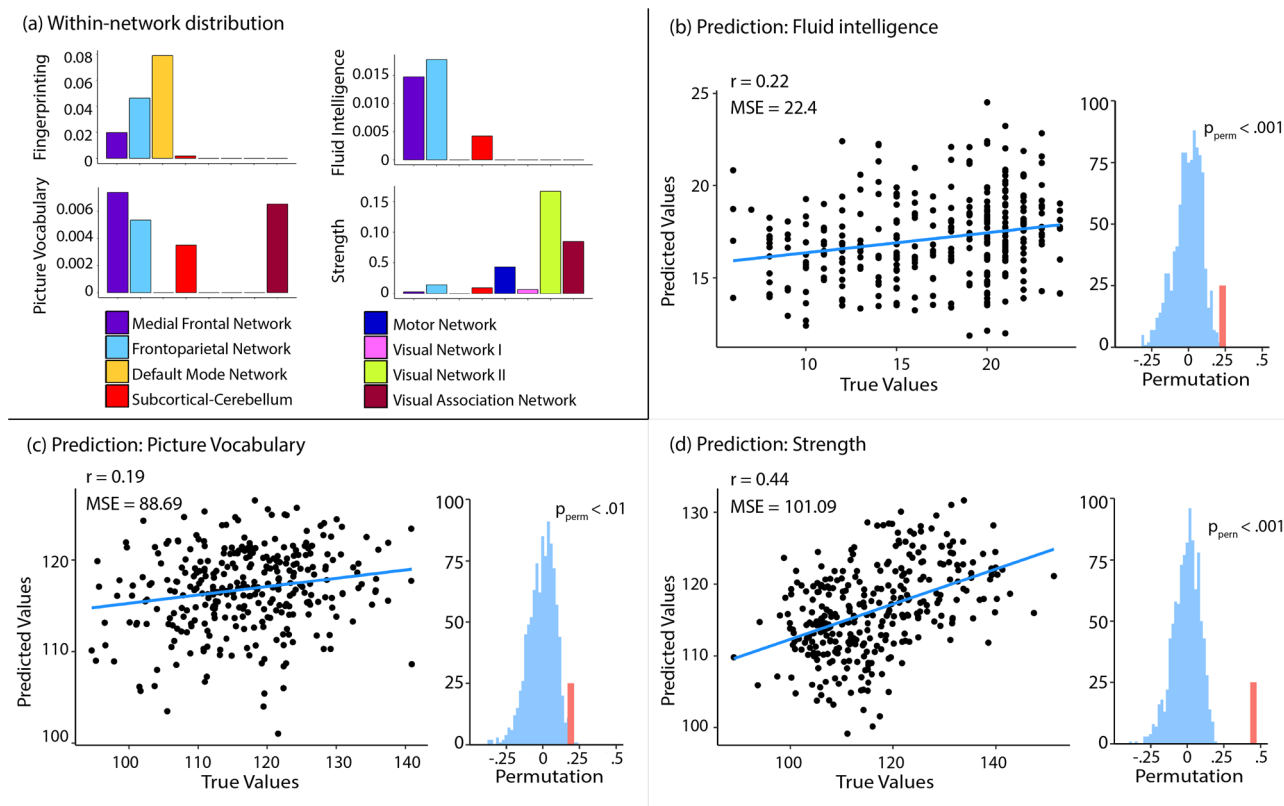 (a) Within-network distribution
Fingerprinting
0.08
0.06
0.04
0.02
0
Fluid Intelligence
0.015
0.010
0.005
0
Picture Vocabulary
0.006
0.004
0.002
0
Strength
0.15
0.10
0.5
0
Medial Frontal Network
Frontoparietal Network
Default Mode Network
Subcortical-Cerebellum
Motor Network
Visual Network I
Visual Network II
Visual Association Network
(b) Prediction: Fluid intelligence
r = 0.22
MSE = 22.4
Predicted Values
25
20
15
10 15 20
True Values
100
75
50
25
0
pperm < .001
-.25 0 .25 .5
Permutation
(c) Prediction: Picture Vocabulary
r = 0.19
MSE = 88.69
Predicted Values
120
110
100
100 110 120 130 140
True Values
100
75
50
25
0
pperm < .01
-.25 0 .25 .5
Permutation
(d) Prediction: Strength
r = 0.44
MSE = 101.09
Predicted Values
130
120
110
100
100 120 140
True Values
100
75
50
25
0
ppern < .001
-.25 0 .25 .5
Permutation